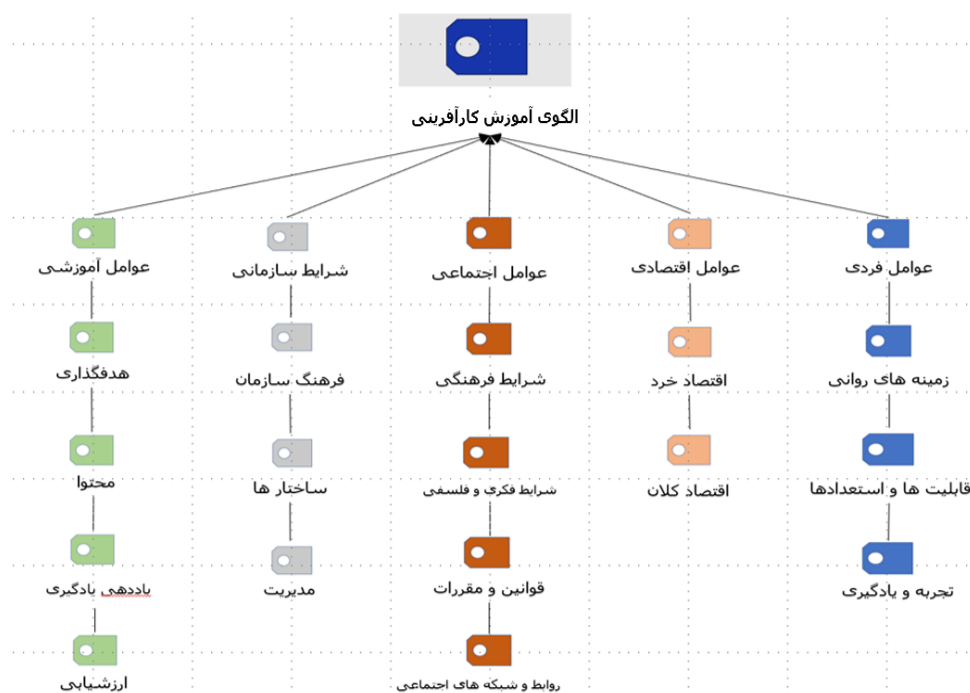 الگوی آموزش کارآفرینی
عوامل فردی
عوامل اقتصادی
عوامل اجتماعی
شرایط سازمانی
عوامل آموزشی
زمینه های روانی
اقتصاد خرد
شرایط فرهنگی
فرهنگ سازمان
هدفگذاری
قابلیت ها و استعدادها
اقتصاد کلان
شرایط فکری و فلسفی
ساختار ها
محتوا
تجربه و یادگیری
قوانین و مقررات
مدیریت
یاددهی یادگیری
روابط و شبکه های اجتماعی
ارزشیابی